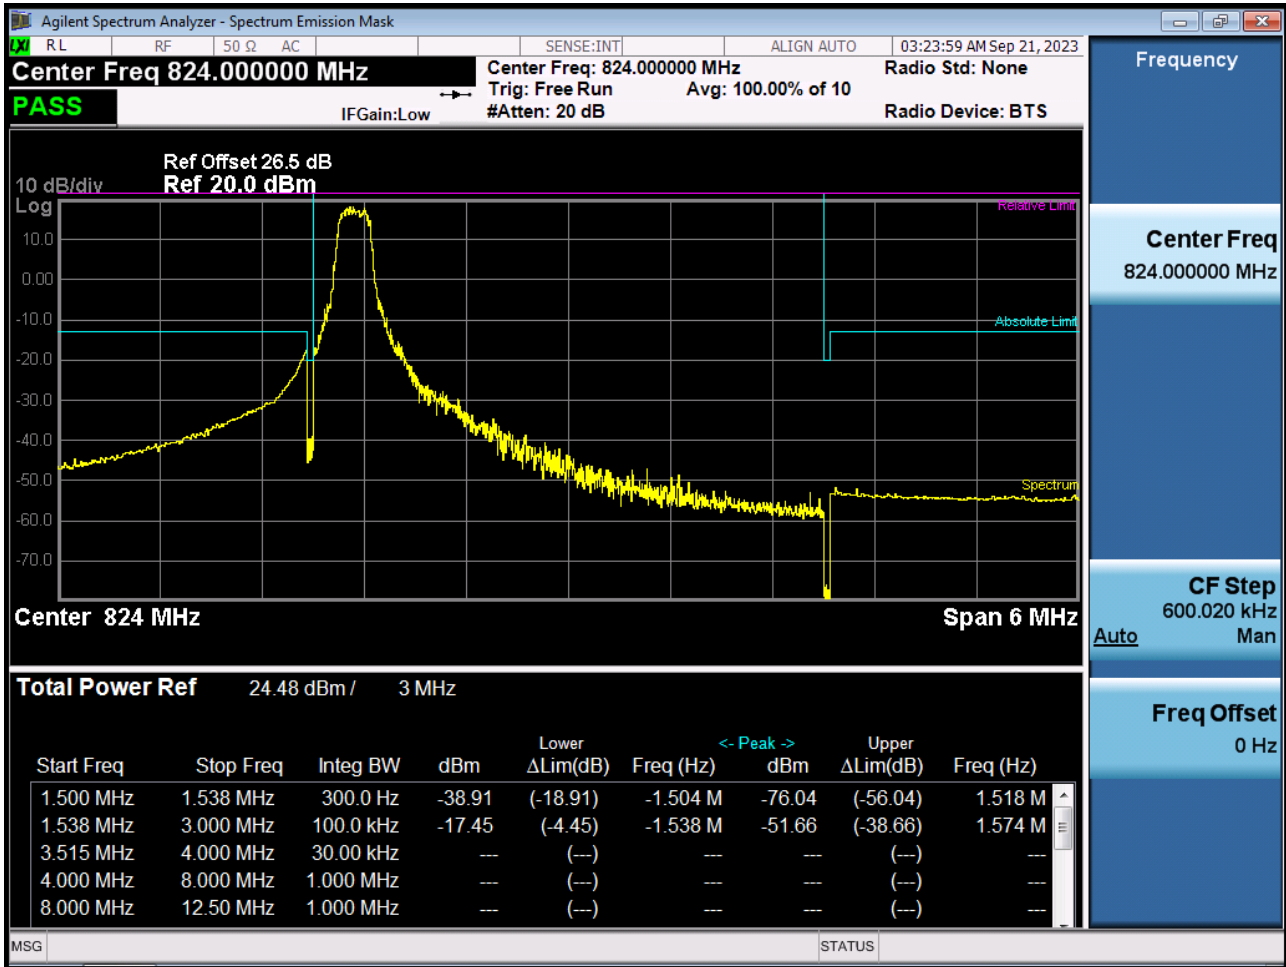 Agilent Spectrum Analyzer - Spectrum Emission Mask
LXI RL RF 50 Ω AC SENSE:INT ALIGN AUTO 03:23:59 AM Sep 21, 2023
Center Freq 824.000000 MHz
Center Freq: 824.000000 MHz Radio Std: None
Trig: Free Run Avg: 100.00% of 10
PASS
IFGain:Low #Atten: 20 dB Radio Device: BTS
Ref Offset 26.5 dB
10 dB/div Ref 20.0 dBm
Log
Relative Limit
10.0
0.00
-10.0
Absolute Limit
-20.0
-30.0
-40.0
-50.0
Spectrum
-60.0
-70.0
Center 824 MHz Span 6 MHz
Total Power Ref 24.48 dBm / 3 MHz
Lower <- Peak -> Upper
Start Freq Stop Freq Integ BW dBm ΔLim(dB) Freq (Hz) dBm ΔLim(dB) Freq (Hz)
1.500 MHz 1.538 MHz 300.0 Hz -38.91 (-18.91) -1.504 M -76.04 (-56.04) 1.518 M
1.538 MHz 3.000 MHz 100.0 kHz -17.45 (-4.45) -1.538 M -51.66 (-38.66) 1.574 M
3.515 MHz 4.000 MHz 30.00 kHz --- (---) --- --- (---) ---
4.000 MHz 8.000 MHz 1.000 MHz --- (---) --- --- (---) ---
8.000 MHz 12.50 MHz 1.000 MHz --- (---) --- --- (---) ---
MSG STATUS
Frequency
Center Freq
824.000000 MHz
CF Step
600.020 kHz
Auto Man
Freq Offset
0 Hz